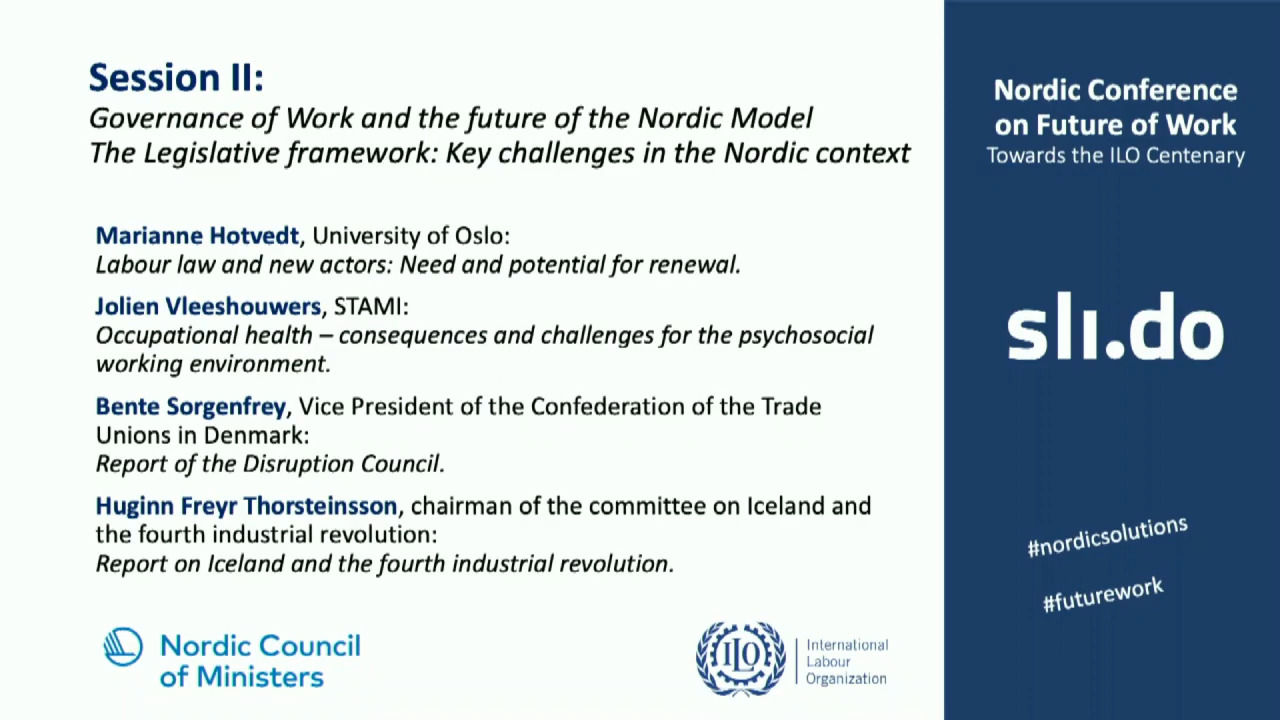 Session II:
Governance of Work and the future of the Nordic Model
The Legislative framework: Key challenges in the Nordic context
Marianne Hotvedt, University of Oslo:
Labour law and new actors: Need and potential for renewal.
Jolien Vleeshouwers, STAMI:
Occupational health – consequences and challenges for the psychosocial
working environment.
Bente Sorgenfrey, Vice President of the Confederation of the Trade
Unions in Denmark:
Report of the Disruption Council.
Huginn Freyr Thorsteinsson, chairman of the committee on Iceland and
the fourth industrial revolution:
Report on Iceland and the fourth industrial revolution.
Nordic Council
of Ministers
ILO
International
Labour
Organization
Nordic Conference
on Future of Work
Towards the ILO Centenary
slı.do
#nordicsolutions
#futurework